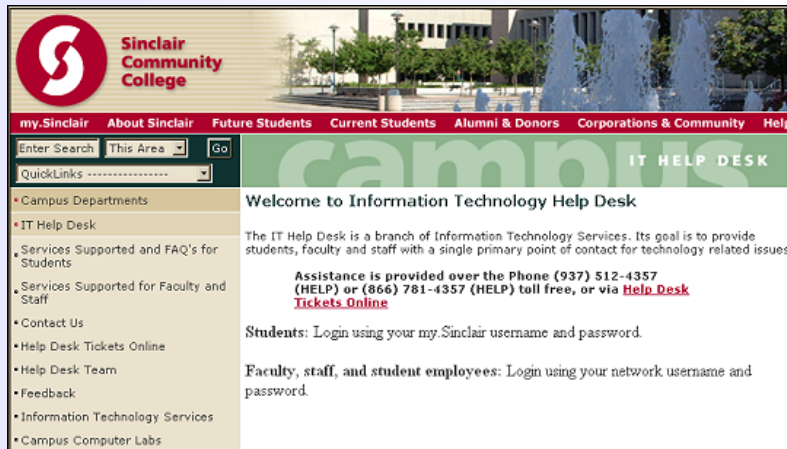 Sinclair
Community
College
my.Sinclair About Sinclair Future Students Current Students Alumni & Donors Corporations & Community Help
Enter Search This Area Go
QuickLinks ----------------
campus
IT HELP DESK
Campus Departments
IT Help Desk
Services Supported and FAQ's for
Students
Services Supported for Faculty and
Staff
Contact Us
Help Desk Tickets Online
Help Desk Team
Feedback
Information Technology Services
Campus Computer Labs
Welcome to Information Technology Help Desk
The IT Help Desk is a branch of Information Technology Services. Its goal is to provide
students, faculty and staff with a single primary point of contact for technology related issues
Assistance is provided over the Phone (937) 512-4357
(HELP) or (866) 781-4357 (HELP) toll free, or via Help Desk
Tickets Online
Students: Login using your my.Sinclair username and password.
Faculty, staff, and student employees: Login using your network username and
password.